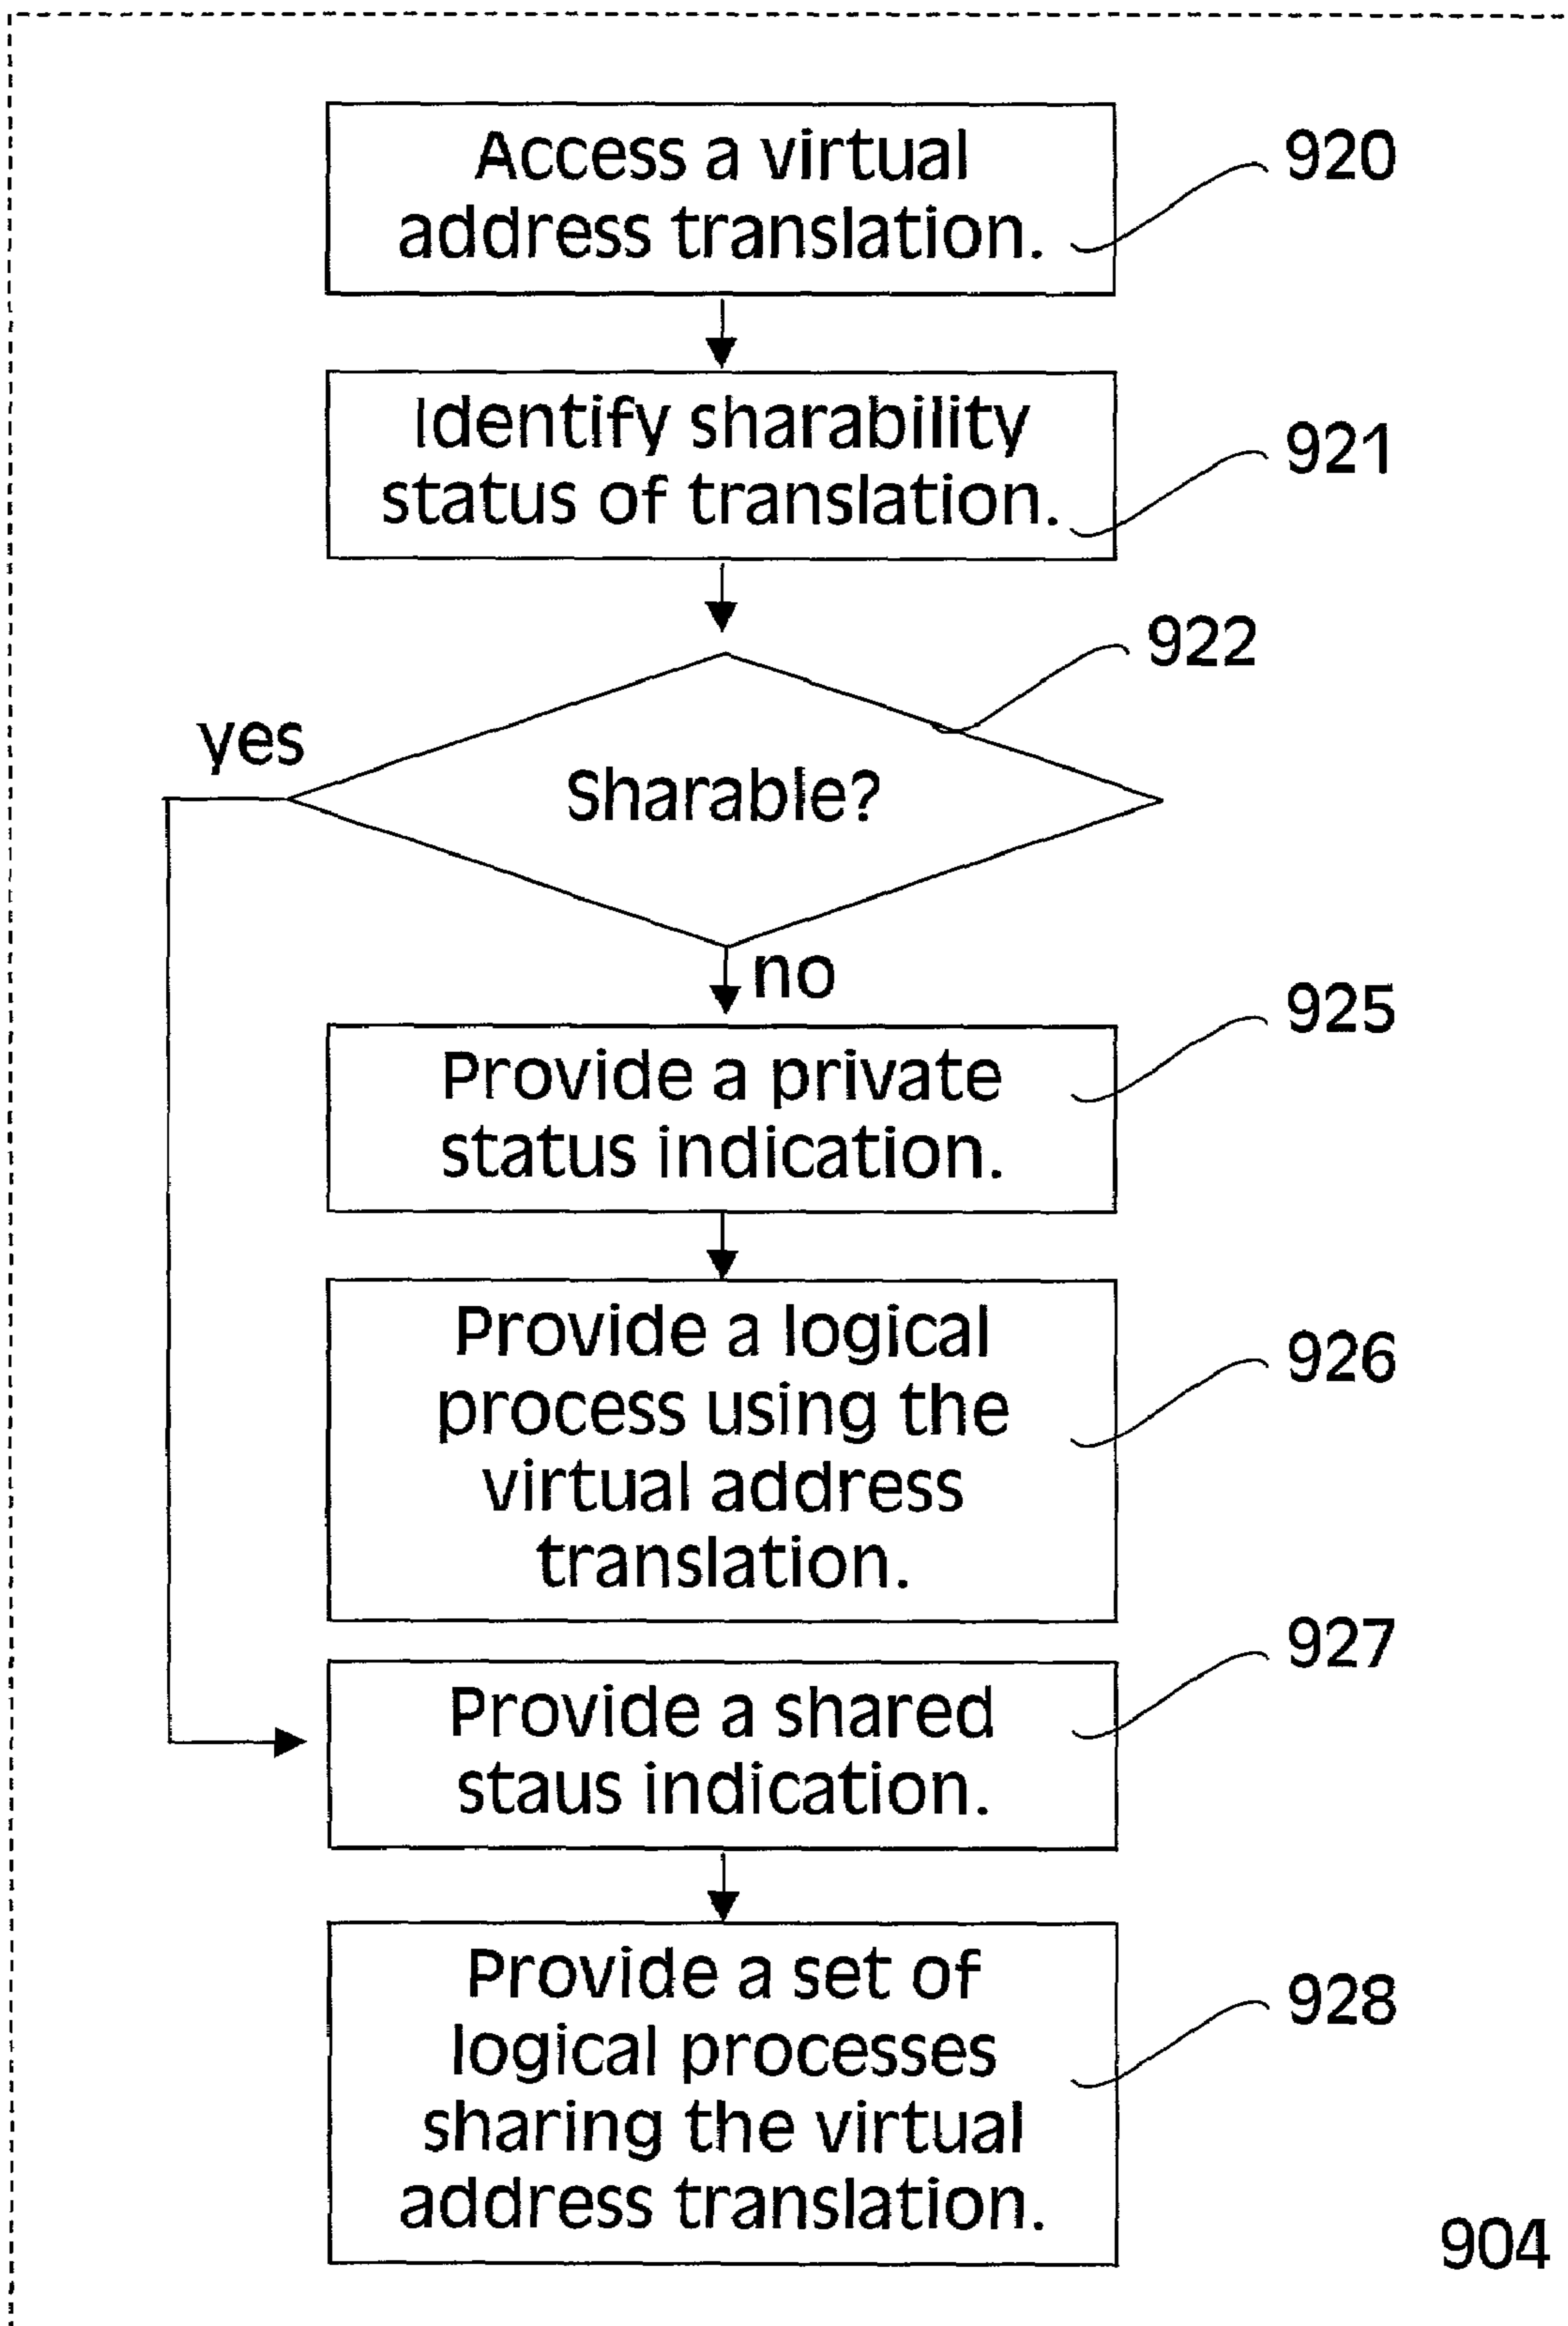 Access a virtual
address translation.
920
Identify sharability
status of translation.
921
922
yes
Sharable?
no
925
Provide a private
status indication.
Provide a logical
process using the
virtual address
translation.
926
927
Provide a shared
staus indication.
Provide a set of
logical processes
sharing the virtual
address translation.
928
904